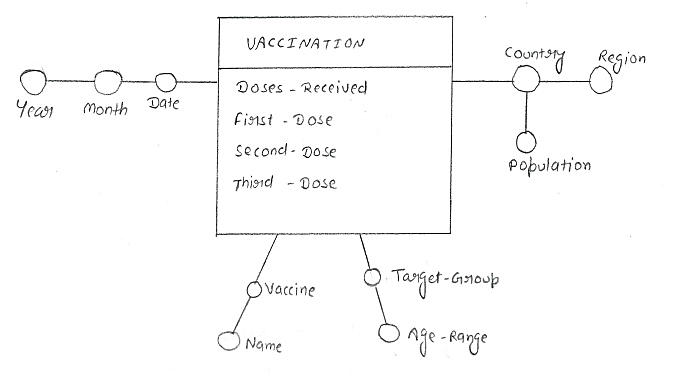 VACCINATION
Doses - Received
First - Dose
Second - Dose
Third - Dose
Year
Month
Date
Country
Region
Population
Vaccine
Name
Target-Group
Age-Range